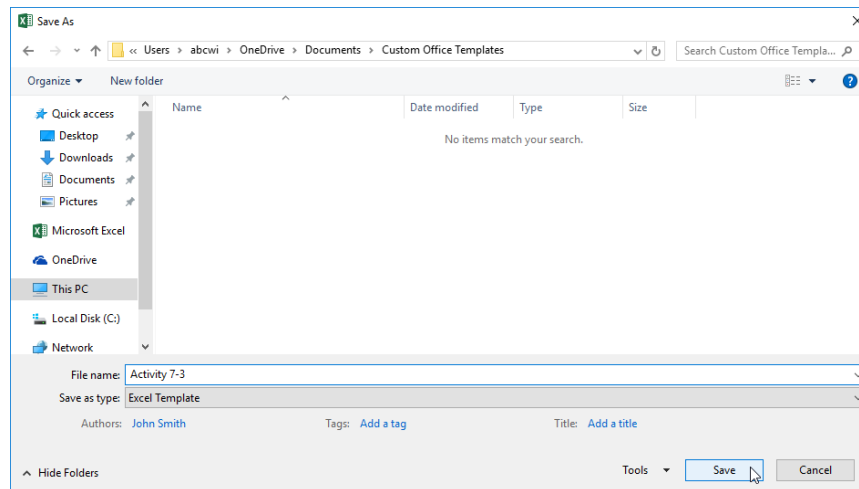 Save As
« Users > abcwi > OneDrive > Documents > Custom Office Templates
Search Custom Office Templa...
Organize
New folder
?
Quick access
Desktop
Downloads
Documents
Pictures
Microsoft Excel
OneDrive
This PC
Local Disk (C:)
Network
Name
Date modified
Type
Size
No items match your search.
File name: Activity 7-3
Save as type: Excel Template
Authors: John Smith
Tags: Add a tag
Title: Add a title
Hide Folders
Tools
Save
Cancel